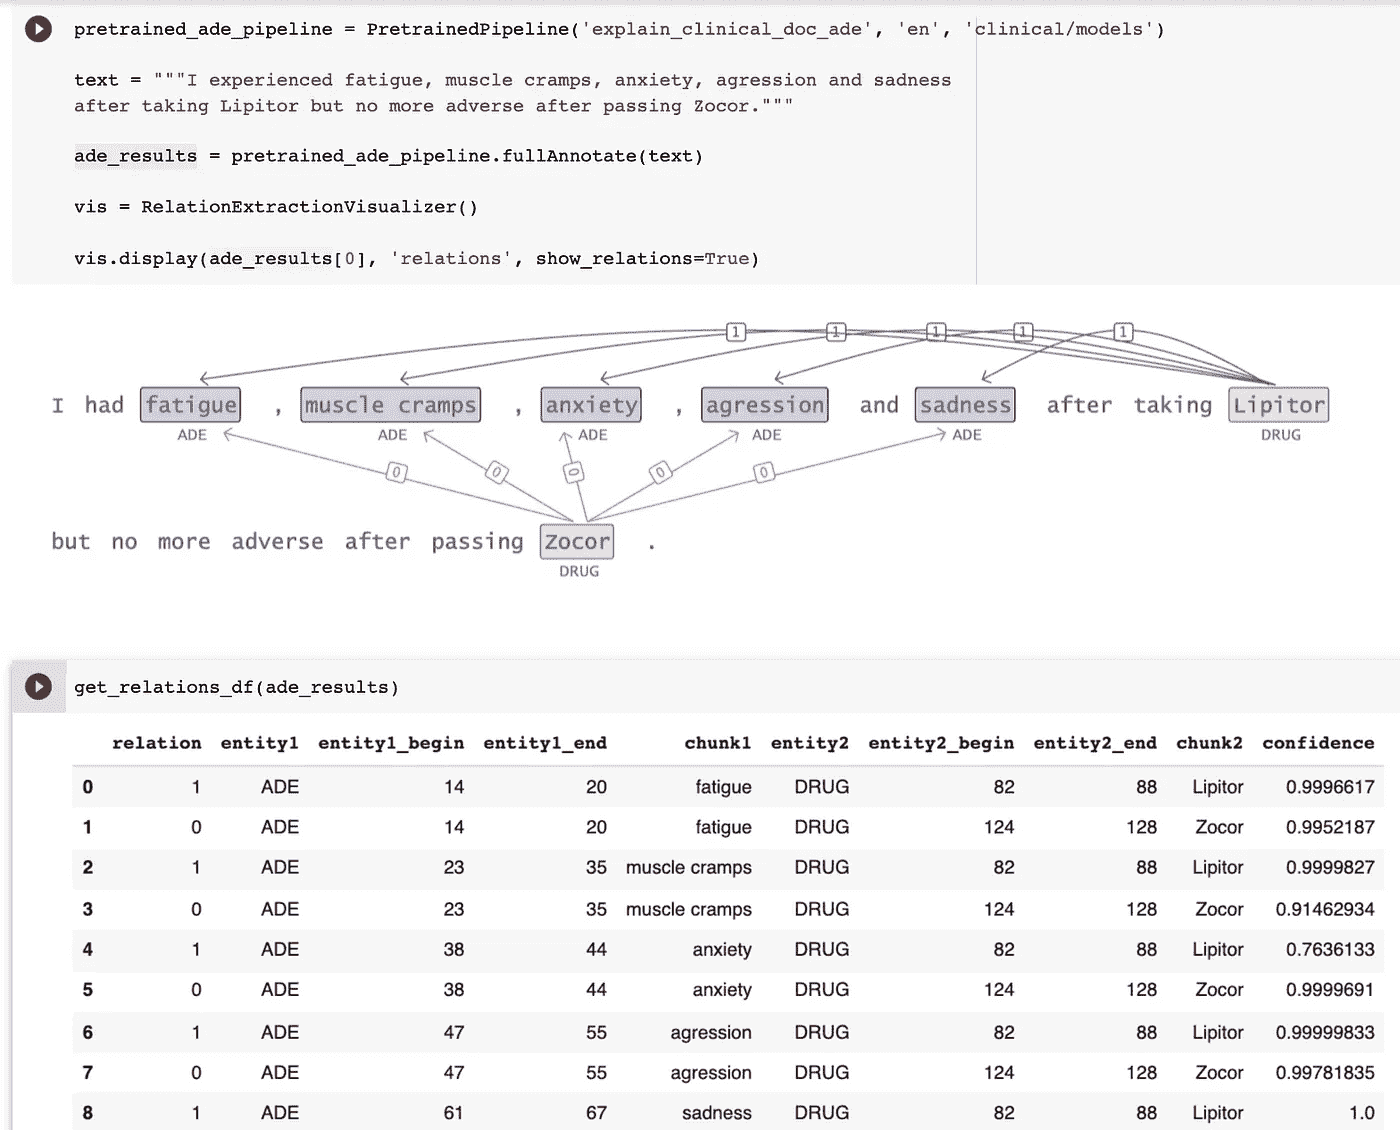 pretrained_ade_pipeline = PretrainedPipeline('explain_clinical_doc_ade', 'en', 'clinical/models')
text = """I experienced fatigue, muscle cramps, anxiety, agression and sadness
after taking Lipitor but no more adverse after passing Zocor."""
ade_results = pretrained_ade_pipeline.fullAnnotate(text)
vis = RelationExtractionVisualizer()
vis.display(ade_results[0], 'relations', show_relations=True)
1 1 1 1 1
I had fatigue , muscle cramps , anxiety , agression and sadness after taking Lipitor
ADE ADE ADE ADE ADE DRUG
0 0 0 0 0
but no more adverse after passing Zocor .
DRUG
get_relations_df(ade_results)
relation entity1 entity1_begin entity1_end chunk1 entity2 entity2_begin entity2_end chunk2 confidence
0 1 ADE 14 20 fatigue DRUG 82 88 Lipitor 0.9996617
1 0 ADE 14 20 fatigue DRUG 124 128 Zocor 0.9952187
2 1 ADE 23 35 muscle cramps DRUG 82 88 Lipitor 0.9999827
3 0 ADE 23 35 muscle cramps DRUG 124 128 Zocor 0.91462934
4 1 ADE 38 44 anxiety DRUG 82 88 Lipitor 0.7636133
5 0 ADE 38 44 anxiety DRUG 124 128 Zocor 0.9999691
6 1 ADE 47 55 agression DRUG 82 88 Lipitor 0.99999833
7 0 ADE 47 55 agression DRUG 124 128 Zocor 0.99781835
8 1 ADE 61 67 sadness DRUG 82 88 Lipitor 1.0